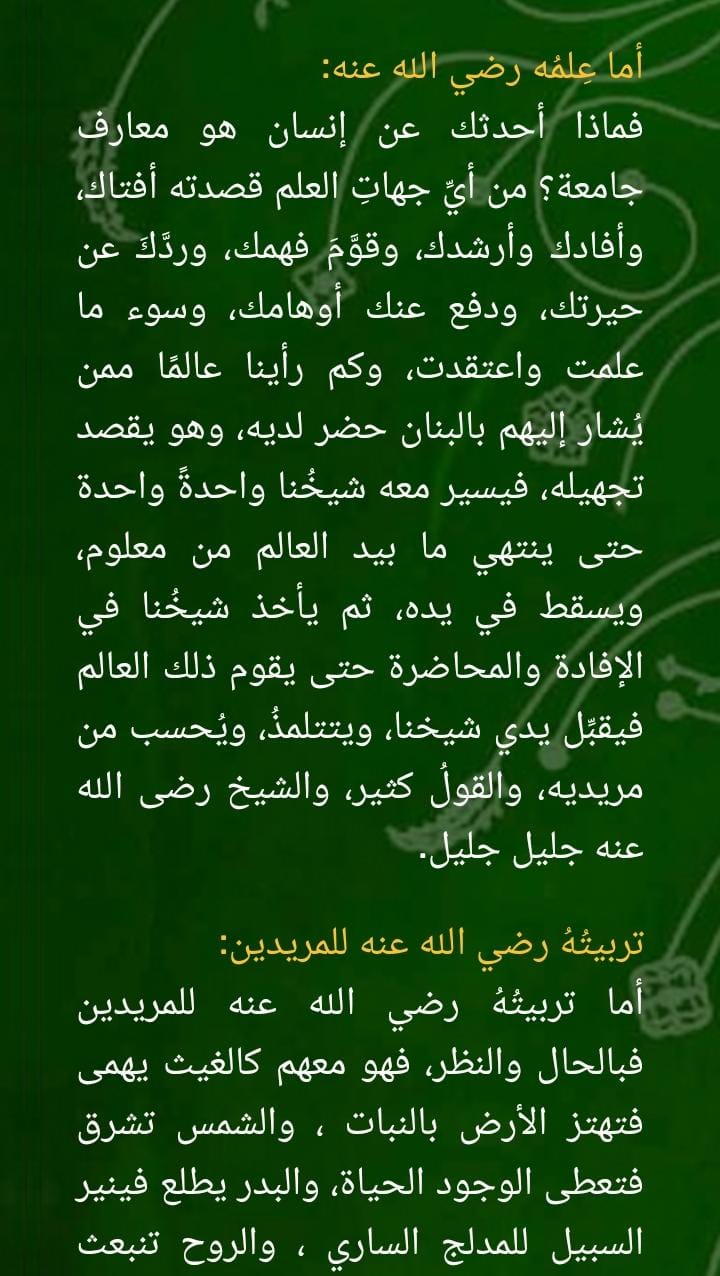 أما عِلمُه رضي الله عنه:
فماذا أحدثك عن إنسان هو معارف
جامعة؟ من أيِّ جهاتِ العلم قصدته أفتاك،
وأفادك وأرشدك، وقوَّمَ فهمك، وردَّكَ عن
حيرتك، ودفع عنك أوهامك، وسوء ما
علمت واعتقدت، وكم رأينا عالمًا ممن
يُشار إليهم بالبنان حضر لديه، وهو يقصد
تجهيله، فيسير معه شيخُنا واحدةً واحدة
حتى ينتهي ما بيد العالم من معلوم،
ويسقط في يده، ثم يأخذ شيخُنا في
الإفادة والمحاضرة حتى يقوم ذلك العالم
فيقبِّل يدي شيخنا، ويتتلمذُ، ويُحسب من
مريديه، والقولُ كثير، والشيخ رضى الله
عنه جليل جليل.
تربيتُهُ رضي الله عنه للمريدين:
أما تربيتُهُ رضي الله عنه للمريدين
فبالحال والنظر، فهو معهم كالغيث يهمى
فتهتز الأرض بالنبات ، والشمس تشرق
فتعطى الوجود الحياة، والبدر يطلع فينير
السبيل للمدلج الساري ، والروح تنبعث